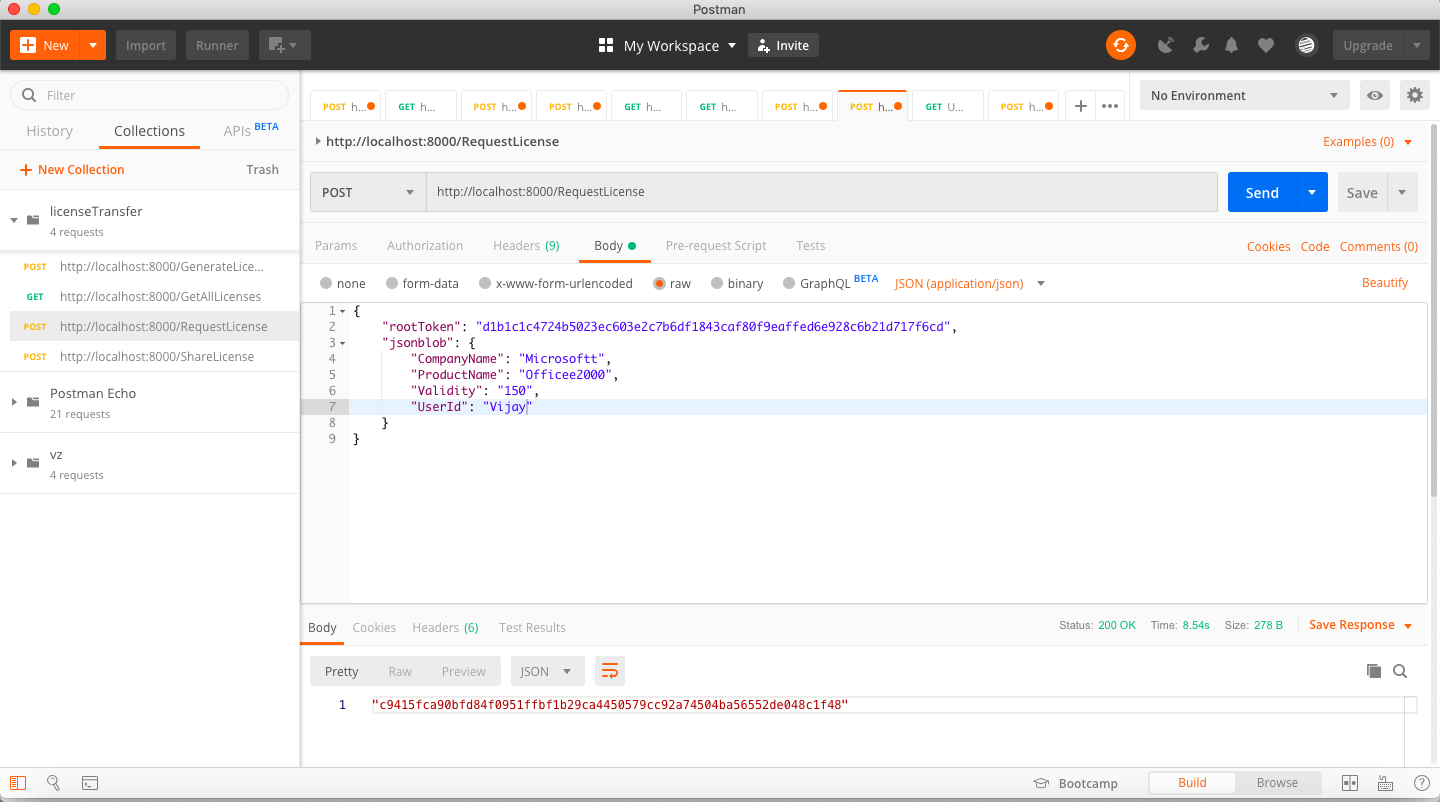 Postman
New
Import
Runner
My Workspace
Invite
Upgrade
Filter
History
Collections
APIs BETA
+ New Collection
Trash
licenseTransfer
4 requests
POST http://localhost:8000/GenerateLice...
GET http://localhost:8000/GetAllLicenses
POST http://localhost:8000/RequestLicense
POST http://localhost:8000/ShareLicense
Postman Echo
21 requests
vz
4 requests
POST h...
GET h...
POST h...
POST h...
GET h...
GET h...
POST h...
POST h...
GET U...
POST h...
No Environment
http://localhost:8000/RequestLicense
Examples (0)
POST
http://localhost:8000/RequestLicense
Send
Save
Params
Authorization
Headers (9)
Body
Pre-request Script
Tests
Cookies
Code
Comments (0)
none
form-data
x-www-form-urlencoded
raw
binary
GraphQL BETA
JSON (application/json)
Beautify
1 {
2 "rootToken": "d1b1c1c4724b5023ec603e2c7b6df1843caf80f9eaffed6e928c6b21d717f6cd",
3 "jsonblob": {
4 "CompanyName": "Microsoftt",
5 "ProductName": "Officee2000",
6 "Validity": "150",
7 "UserId": "Vijay"
8 }
9 }
Body
Cookies
Headers (6)
Test Results
Status: 200 OK
Time: 8.54s
Size: 278 B
Save Response
Pretty
Raw
Preview
JSON
1 "c9415fca90bfd84f0951ffbf1b29ca4450579cc92a74504ba56552de048c1f48"
Bootcamp
Build
Browse